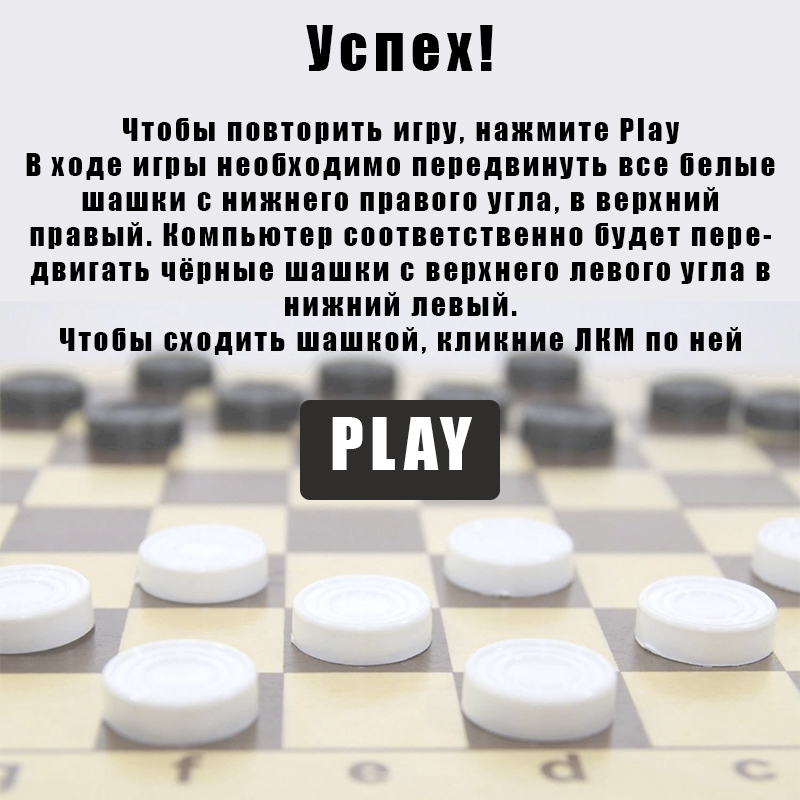 Успех!
Чтобы повторить игру, нажмите Play
В ходе игры необходимо передвинуть все белые
шашки с нижнего правого угла, в верхний
правый. Компьютер соответственно будет пере-
двигать чёрные шашки с верхнего левого угла в
нижний левый.
Чтобы сходить шашкой, кликние ЛКМ по ней
PLAY
g f e d c